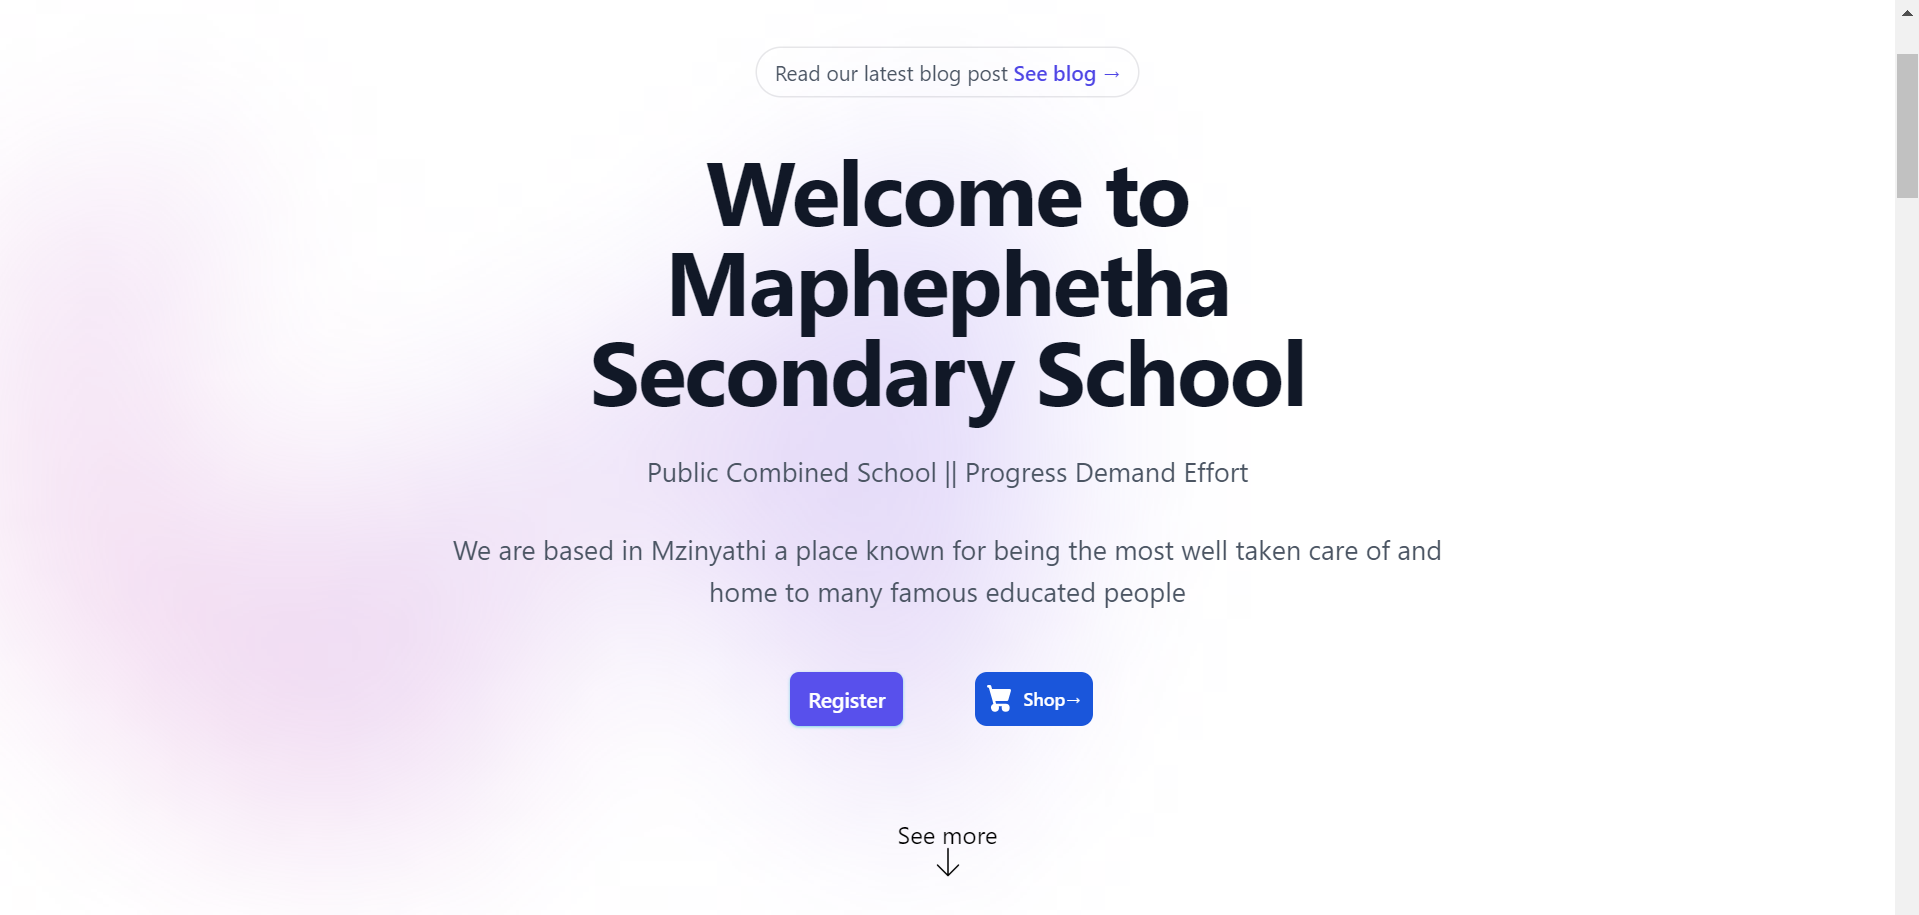 Read our latest blog post See blog →
Welcome to
Maphephetha
Secondary School
Public Combined School || Progress Demand Effort
We are based in Mzinyathi a place known for being the most well taken care of and
home to many famous educated people
Register
Shop→
See more